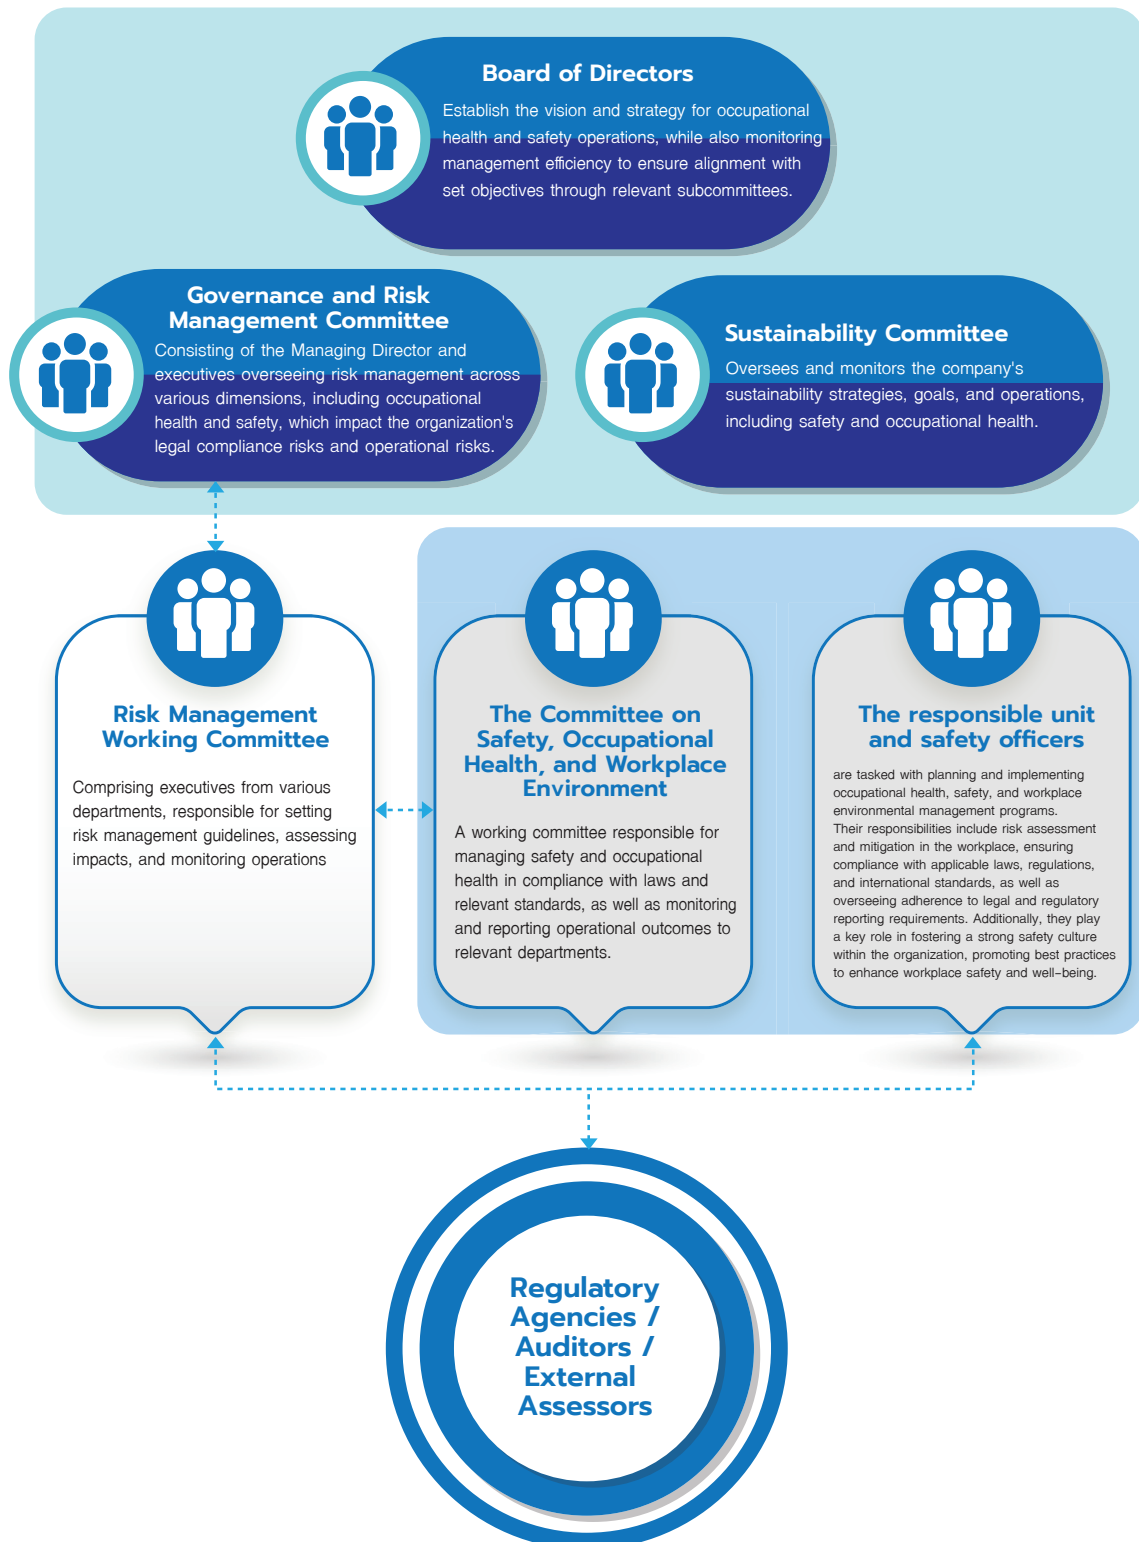 Board of Directors
Establish the vision and strategy for occupational
health and safety operations, while also monitoring
management efficiency to ensure alignment with
set objectives through relevant subcommittees.
Governance and Risk
Management Committee
Consisting of the Managing Director and
executives overseeing risk management across
various dimensions, including occupational
health and safety, which impact the organization's
legal compliance risks and operational risks.
Sustainability Committee
Oversees and monitors the company's
sustainability strategies, goals, and operations,
including safety and occupational health.
Risk Management
Working Committee
Comprising executives from various
departments, responsible for setting
risk management guidelines, assessing
impacts, and monitoring operations
The Committee on
Safety, Occupational
Health, and Workplace
Environment
A working committee responsible for
managing safety and occupational
health in compliance with laws and
relevant standards, as well as monitoring
and reporting operational outcomes to
relevant departments.
The responsible unit
and safety officers
are tasked with planning and implementing
occupational health, safety, and workplace
environmental management programs.
Their responsibilities include risk assessment
and mitigation in the workplace, ensuring
compliance with applicable laws, regulations,
and international standards, as well as
overseeing adherence to legal and regulatory
reporting requirements. Additionally, they play
a key role in fostering a strong safety culture
within the organization, promoting best practices
to enhance workplace safety and well-being.
Regulatory
Agencies /
Auditors /
External
Assessors